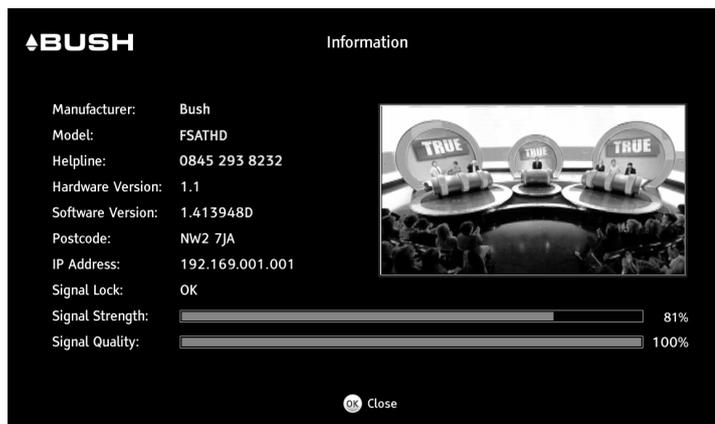 BUSH
Information
Manufacturer: Bush
Model: FSATHD
Helpline: 0845 293 8232
Hardware Version: 1.1
Software Version: 1.413948D
Postcode: NW2 7JA
IP Address: 192.169.001.001
Signal Lock: OK
Signal Strength: 81%
Signal Quality: 100%
TRUE
TRUE
TRUE
OK Close